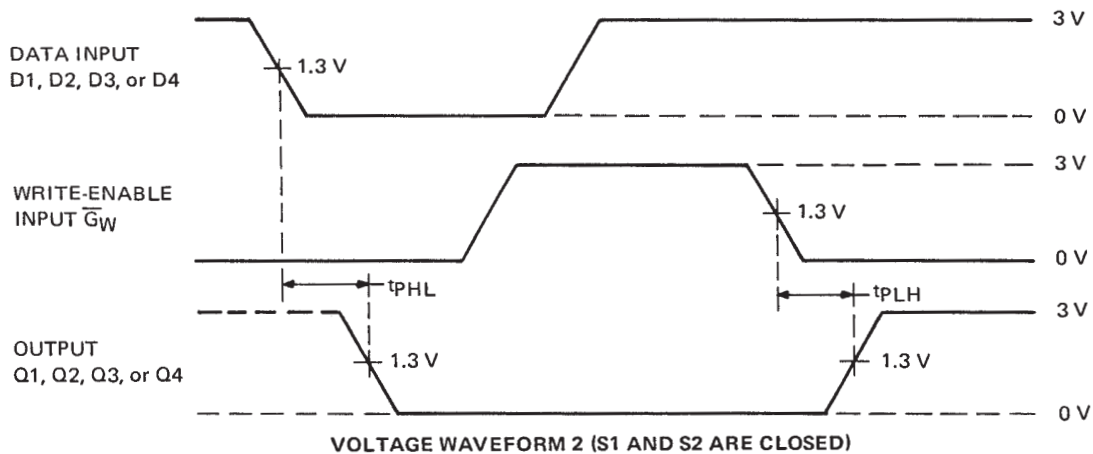 3 V
DATA INPUT
D1, D2, D3, or D4
1.3 V
0 V
3 V
WRITE-ENABLE
INPUT G̅W
1.3 V
0 V
tPHL
tPLH
3 V
OUTPUT
Q1, Q2, Q3, or Q4
1.3 V
1.3 V
0 V
VOLTAGE WAVEFORM 2 (S1 AND S2 ARE CLOSED)